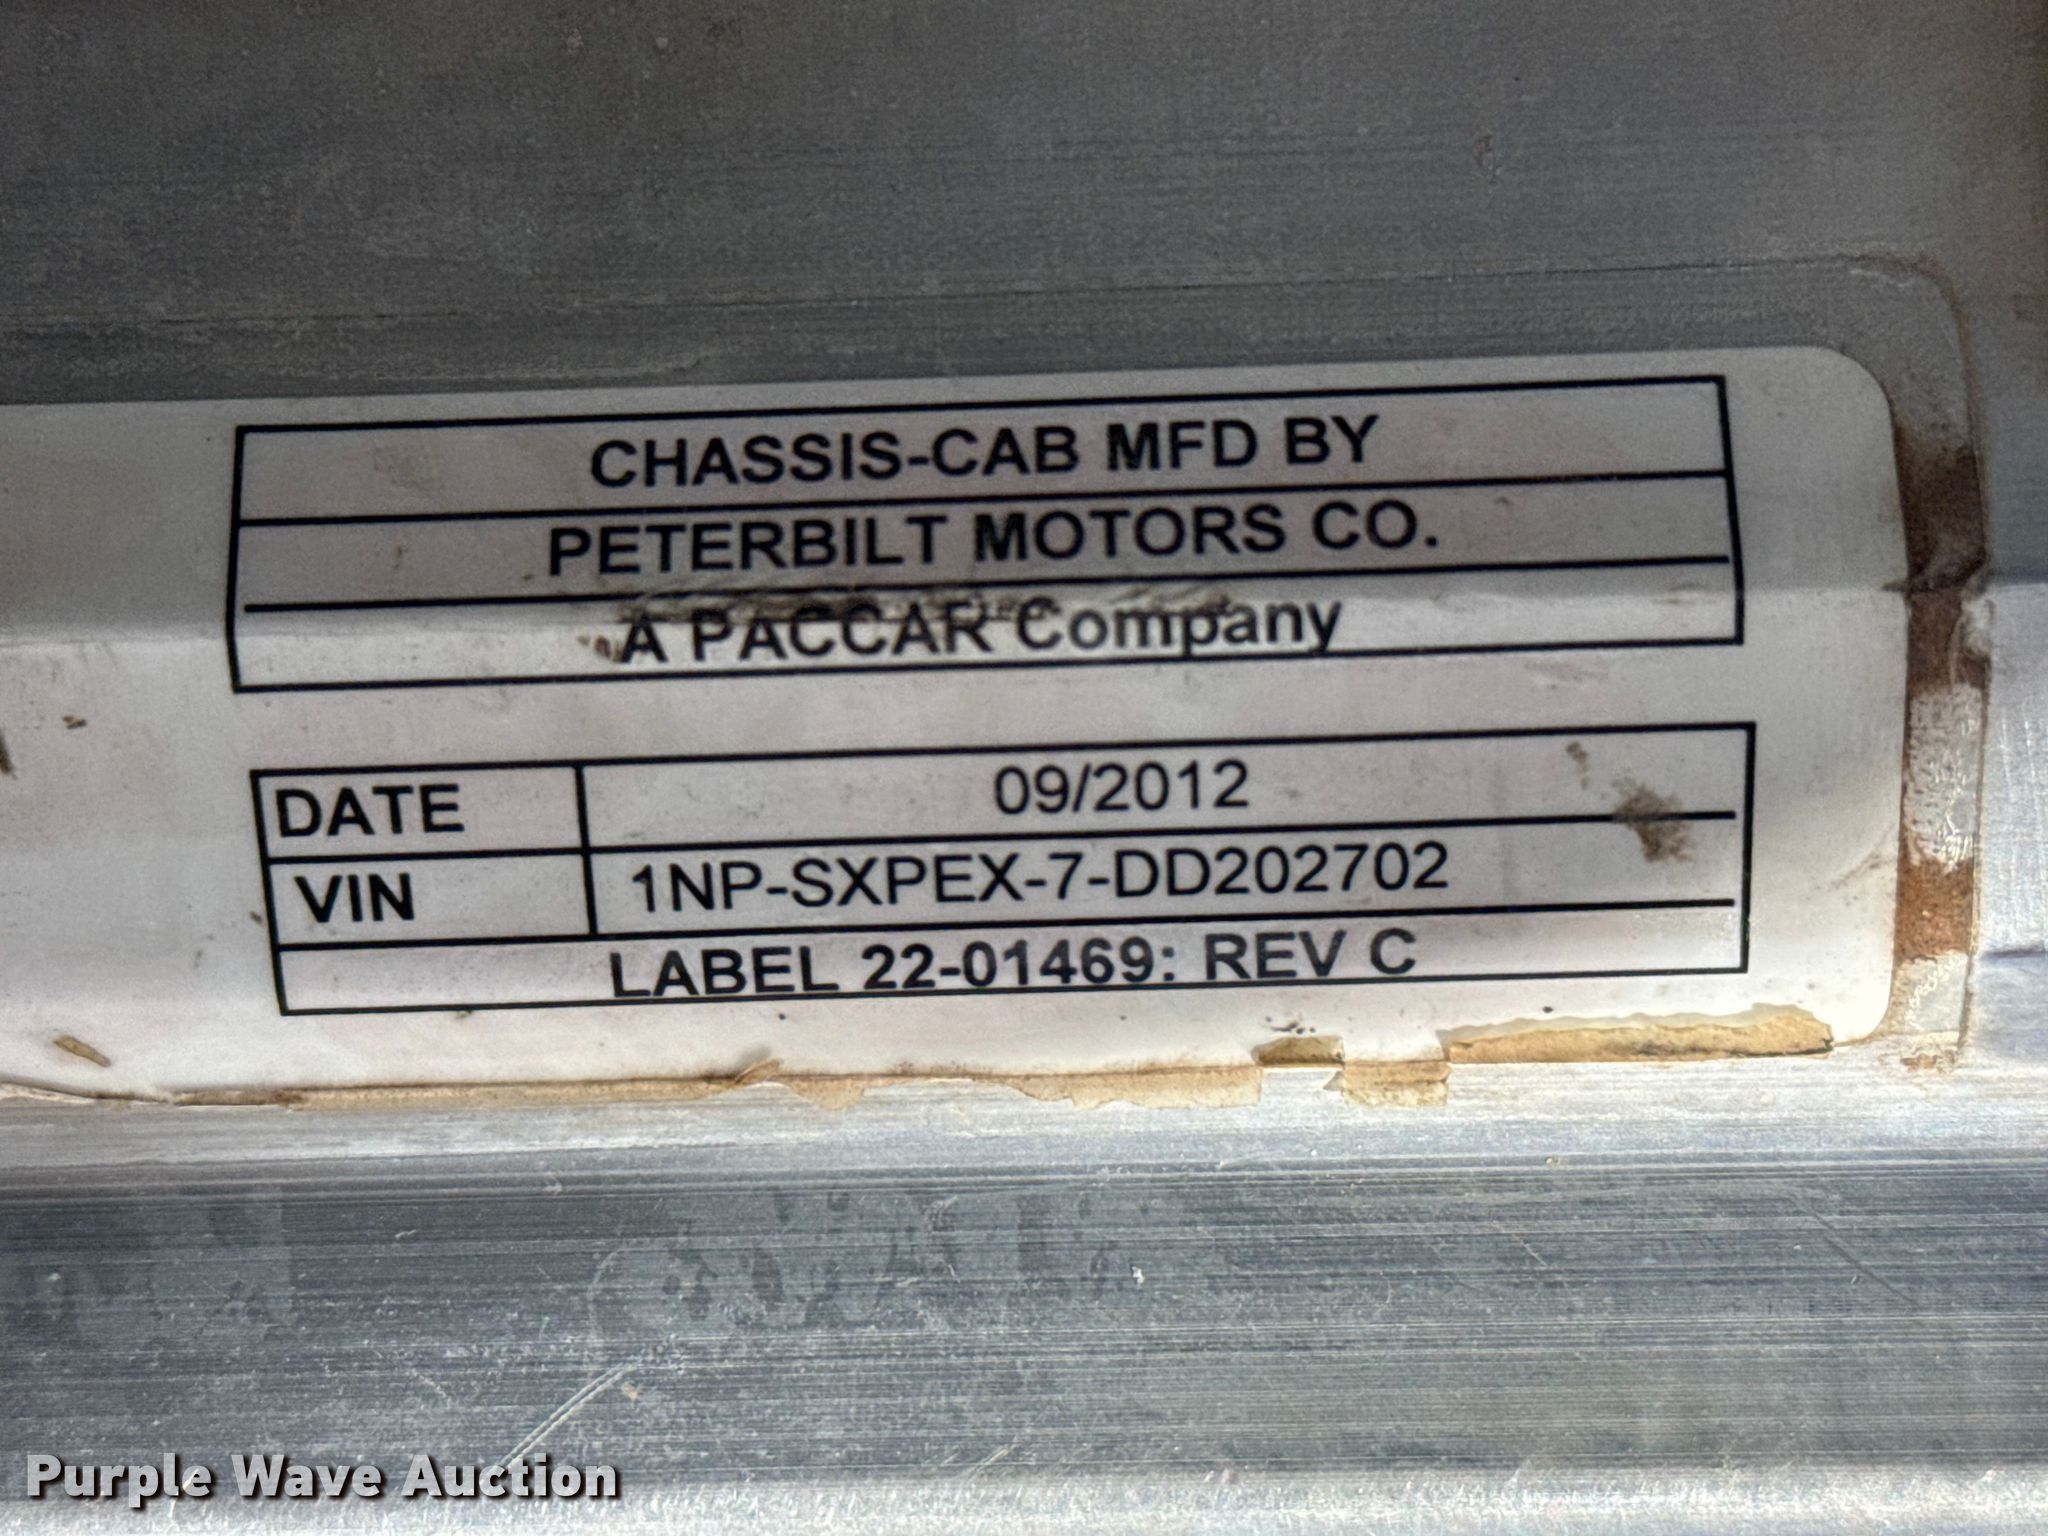 CHASSIS-CAB MFD BY
PETERBILT MOTORS CO.
A PACCAR Company
DATE 09/2012
VIN 1NP-SXPEX-7-DD202702
LABEL 22-01469: REV C
Purple Wave Auction